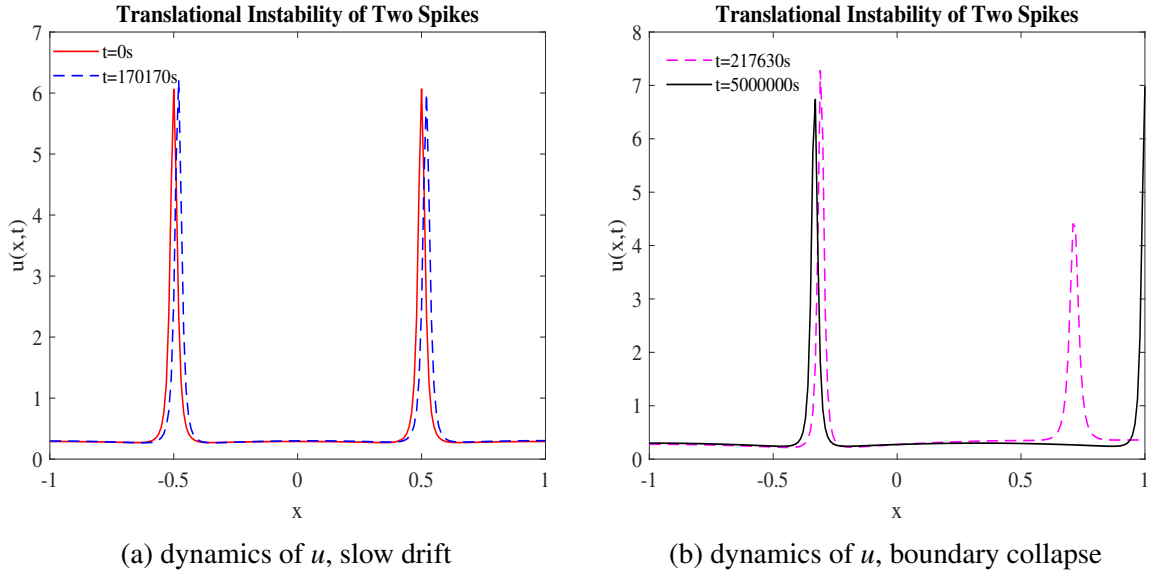 Translational Instability of Two Spikes
7
6
5
4
3
2
1
0
u(x,t)
t=0s
t=170170s
-1
-0.5
0
0.5
1
x
(a) dynamics of u, slow drift
Translational Instability of Two Spikes
8
7
6
5
4
3
2
1
0
u(x,t)
t=217630s
t=5000000s
-1
-0.5
0
0.5
1
x
(b) dynamics of u, boundary collapse